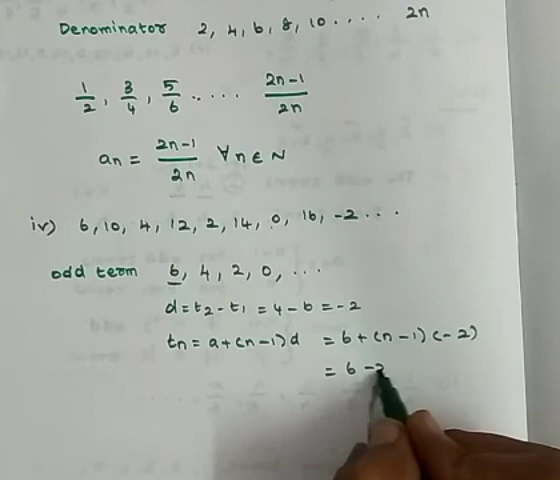 Denominator 2, 4, 6, 8, 10 .... 2n
1/2, 3/4, 5/6 ..... (2n-1)/2n
an = (2n-1)/2n ∀n∈N
iv) 6, 10, 4, 12, 2, 14, 0, 16, -2 ...
odd term 6, 4, 2, 0, ...
d = t2 - t1 = 4 - 6 = -2
tn = a+(n-1)d = 6+(n-1)(-2)
= 6 -2